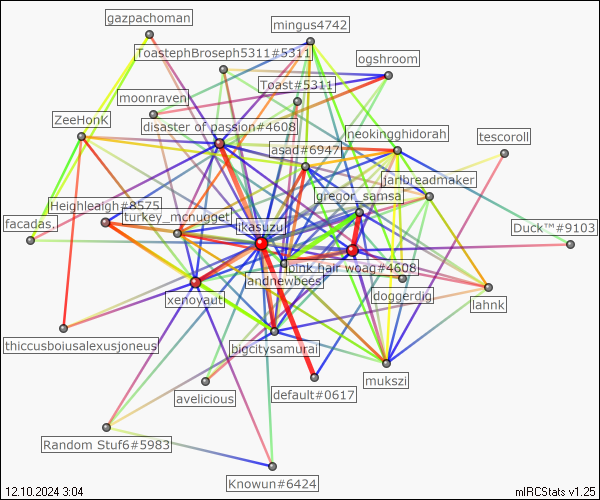 gazpachoman
mingus4742
ToastephBroseph5311#5311
ogshroom
Tøast#5311
moonraven
ZeeHonK
disaster of passion#4608
neokingghidorah
tescoroll
asad#6947
jarlbreadmaker
gregor_samsa
Heighleaigh#8575
turkey_mcnugget
facadas.
ikasuzu
Duck™#9103
pink hair woag#4608
andnewbees
xenoyaut
doggerdig
lahnk
thiccusboiusalexusjoneus
bigcitysamurai
mukszi
avelicious
default#0617
Random Stuf6#5983
Knowun#6424
12.10.2024 3:04
mIRCStats v1.25